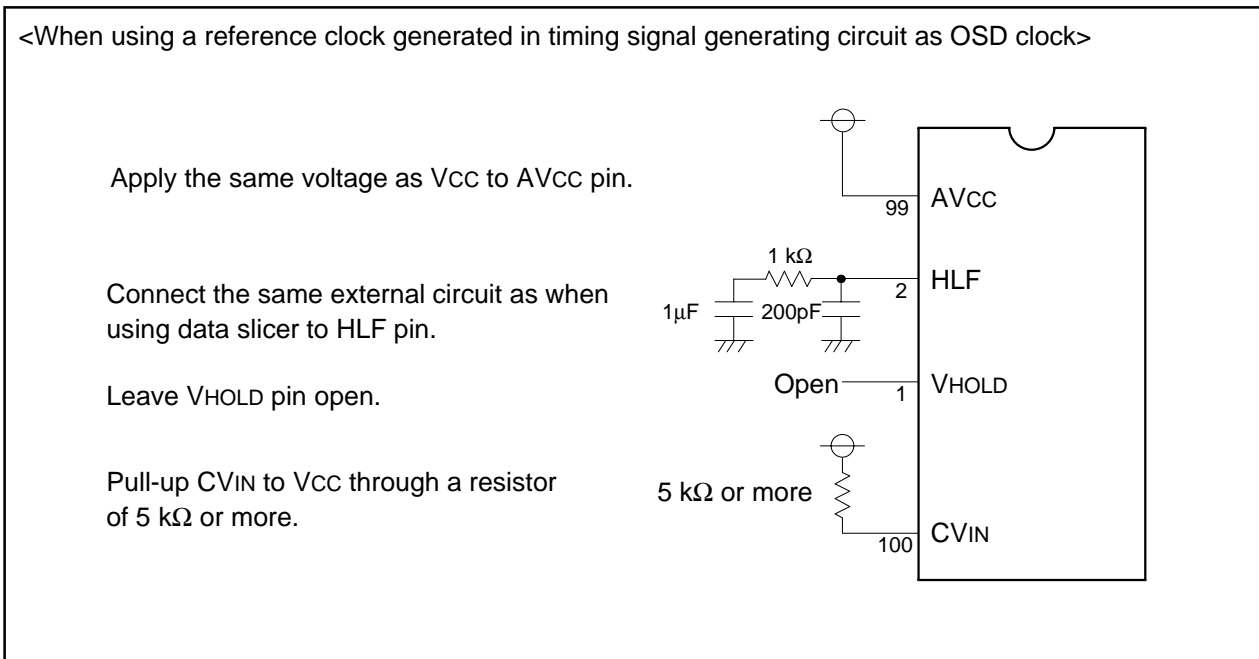 <When using a reference clock generated in timing signal generating circuit as OSD clock>
Apply the same voltage as VCC to AVCC pin.
99
AVCC
Connect the same external circuit as when
using data slicer to HLF pin.
1 kΩ
1μF
200pF
2
HLF
Leave VHOLD pin open.
Open
1
VHOLD
Pull-up CVIN to VCC through a resistor
of 5 kΩ or more.
5 kΩ or more
100
CVIN